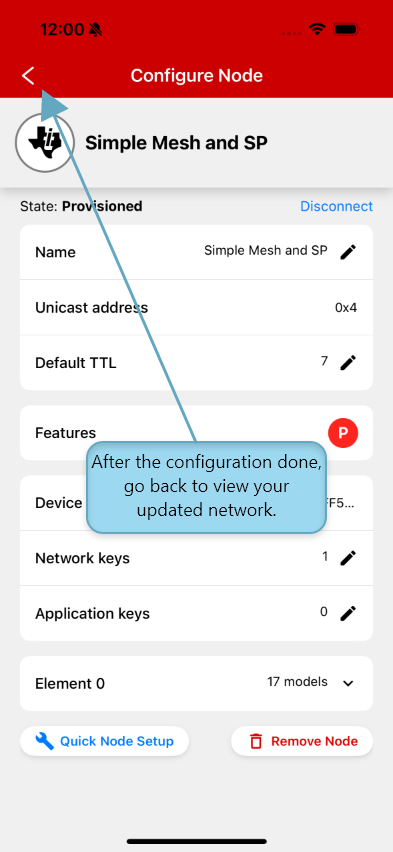 12:00
Configure Node
Simple Mesh and SP
State: Provisioned
Disconnect
Name
Simple Mesh and SP
Unicast address
0x4
Default TTL
7
Features
P
After the configuration done,
go back to view your
updated network.
Device
FF5...
Network keys
1
Application keys
0
Element 0
17 models
Quick Node Setup
Remove Node